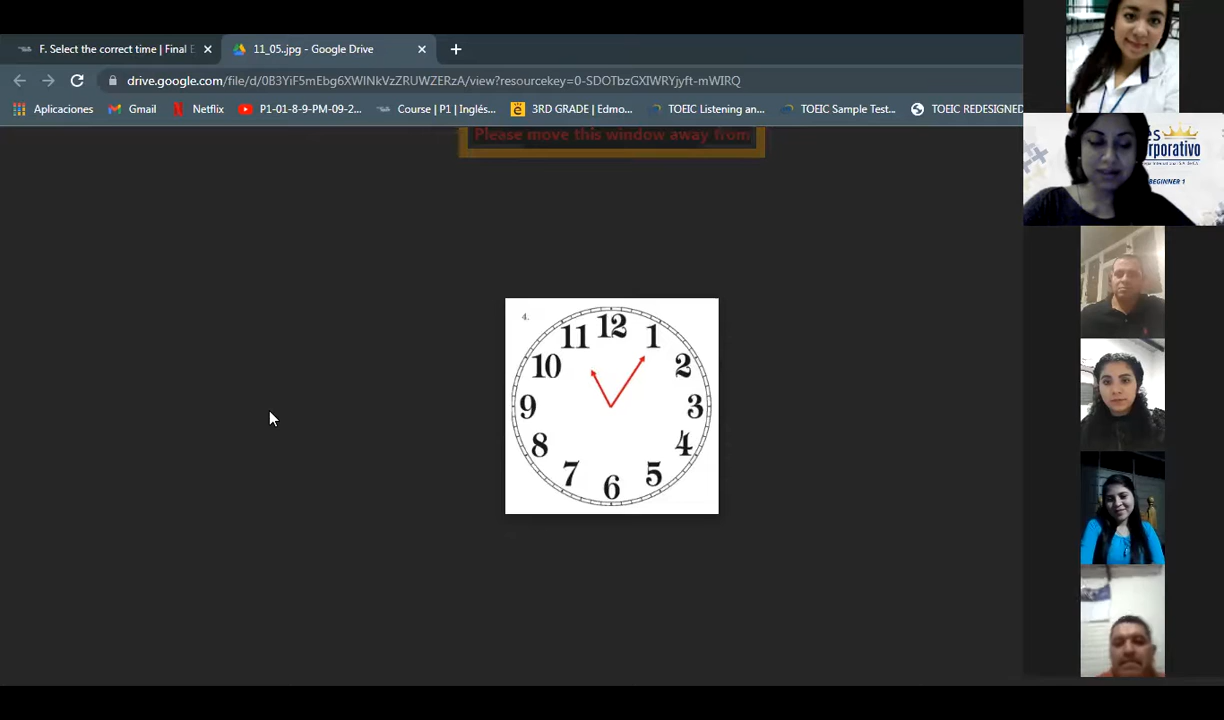 F. Select the correct time | Final E
11_05..jpg - Google Drive
drive.google.com/file/d/0B3YiF5mEbg6XWlNkVzZRUWZERzA/view?resourcekey=0-SDOTbzGXIWRYjyft-mWIRQ
Aplicaciones Gmail Netflix P1-01-8-9-PM-09-2... Course | P1 | Inglés... 3RD GRADE | Edmo... TOEIC Listening an... TOEIC Sample Test... TOEIC REDESIGNED
Please move this window away from
4.
12
11 1
10 2
9 3
8 4
7 5
6
és
rporativo
BEGINNER 1